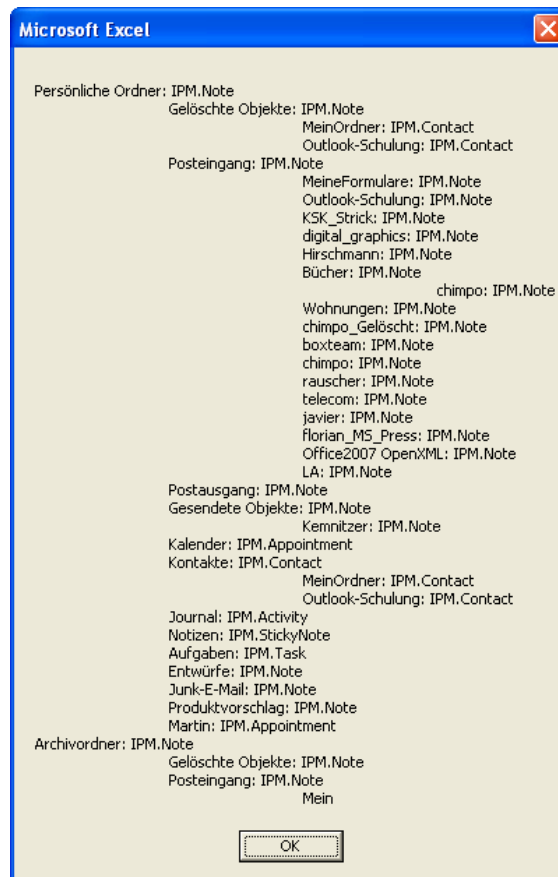 Microsoft Excel
Persönliche Ordner: IPM.Note
Gelöschte Objekte: IPM.Note
MeinOrdner: IPM.Contact
Outlook-Schulung: IPM.Contact
Posteingang: IPM.Note
MeineFormulare: IPM.Note
Outlook-Schulung: IPM.Note
KSK_Strick: IPM.Note
digital_graphics: IPM.Note
Hirschmann: IPM.Note
Bücher: IPM.Note
chimpo: IPM.Note
Wohnungen: IPM.Note
chimpo_Gelöscht: IPM.Note
boxteam: IPM.Note
chimpo: IPM.Note
rauscher: IPM.Note
telecom: IPM.Note
javier: IPM.Note
florian_MS_Press: IPM.Note
Office2007 OpenXML: IPM.Note
LA: IPM.Note
Postausgang: IPM.Note
Gesendete Objekte: IPM.Note
Kemnitzer: IPM.Note
Kalender: IPM.Appointment
Kontakte: IPM.Contact
MeinOrdner: IPM.Contact
Outlook-Schulung: IPM.Contact
Journal: IPM.Activity
Notizen: IPM.StickyNote
Aufgaben: IPM.Task
Entwürfe: IPM.Note
Junk-E-Mail: IPM.Note
Produktvorschlag: IPM.Note
Martin: IPM.Appointment
Archivordner: IPM.Note
Gelöschte Objekte: IPM.Note
Posteingang: IPM.Note
Mein
OK